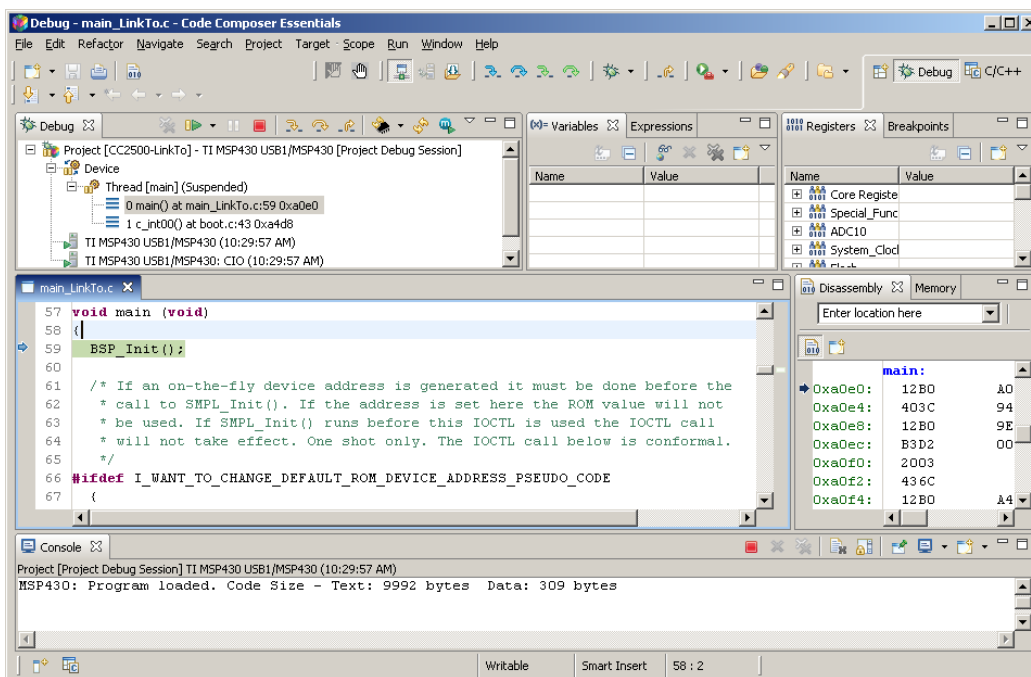 Debug - main_LinkTo.c - Code Composer Essentials
File Edit Refactor Navigate Search Project Target Scope Run Window Help
Debug C/C++
Debug
Project [CC2500-LinkTo] - TI MSP430 USB1/MSP430 [Project Debug Session]
Device
Thread [main] (Suspended)
0 main() at main_LinkTo.c:59 0xa0e0
1 c_int00() at boot.c:43 0xa4d8
TI MSP430 USB1/MSP430 (10:29:57 AM)
TI MSP430 USB1/MSP430: CIO (10:29:57 AM)
(x)= Variables Expressions
Name Value
Registers Breakpoints
Name Value
Core Registe
Special_Func
ADC10
System_Clocl
main_LinkTo.c
57 void main (void)
58 {
59 BSP_Init();
60
61 /* If an on-the-fly device address is generated it must be done before the
62 * call to SMPL_Init(). If the address is set here the ROM value will not
63 * be used. If SMPL_Init() runs before this IOCTL is used the IOCTL call
64 * will not take effect. One shot only. The IOCTL call below is conformal.
65 */
66 #ifdef I_WANT_TO_CHANGE_DEFAULT_ROM_DEVICE_ADDRESS_PSEUDO_CODE
67 {
Disassembly Memory
Enter location here
main:
0xa0e0: 12B0 A0
0xa0e4: 403C 94
0xa0e8: 12B0 9E
0xa0ec: B3D2 00
0xa0f0: 2003
0xa0f2: 436C
0xa0f4: 12B0 A4
Console
Project [Project Debug Session] TI MSP430 USB1/MSP430 (10:29:57 AM)
MSP430: Program loaded. Code Size - Text: 9992 bytes Data: 309 bytes
Writable Smart Insert 58 : 2